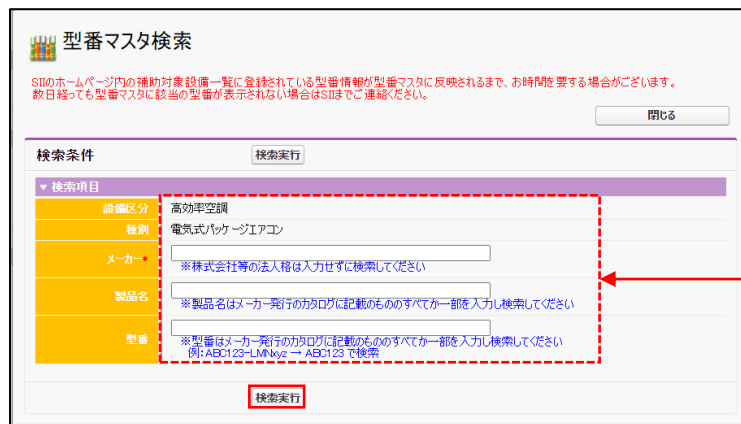 型番マスタ検索
SIIのホームページ内の補助対象設備一覧に登録されている型番情報が型番マスタに反映されるまで、お時間を要する場合がございます。
数日経っても型番マスタに該当の型番が表示されない場合はSIIまでご連絡ください。
閉じる
検索条件
検索実行
▼検索項目
設備区分 高効率空調
種別 電気式パッケージエアコン
メーカー*
※株式会社等の法人格は入力せずに検索してください
製品名
※製品名はメーカー発行のカタログに記載のもののすべてか一部を入力し検索してください
型番
※型番はメーカー発行のカタログに記載のもののすべてか一部を入力し検索してください
例：ABC123-LMNxyz → ABC123 で検索
検索実行